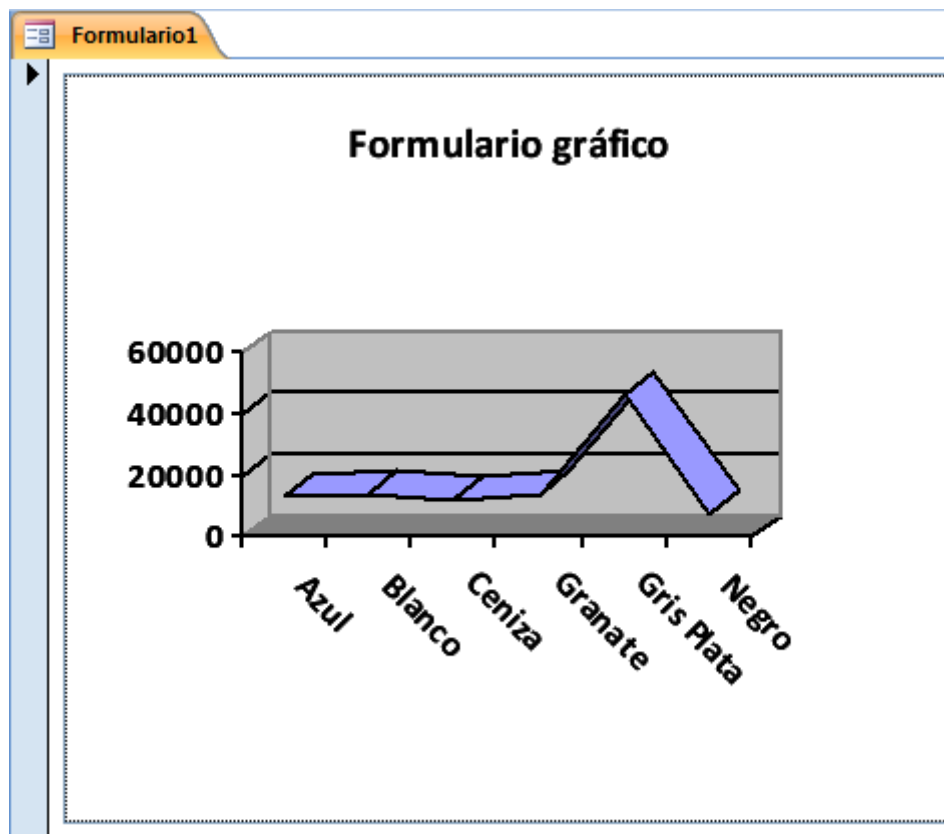 Formulario1
Formulario gráfico
60000
40000
20000
0
Azul
Blanco
Ceniza
Granate
Gris Plata
Negro